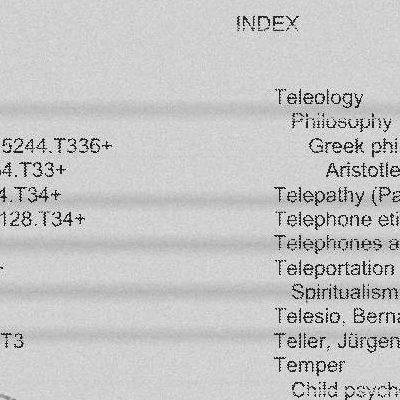 INDEX
Teleology
Philosophy
5244.T336+ Greek phi
4.T33+ Aristotle
4.T34+ Telepathy (Pa
128.T34+ Telephone eti
Telephones a
Teleportation
Spiritualism
Telesio, Berna
T3 Teller, Jürgen
Temper
Child psych